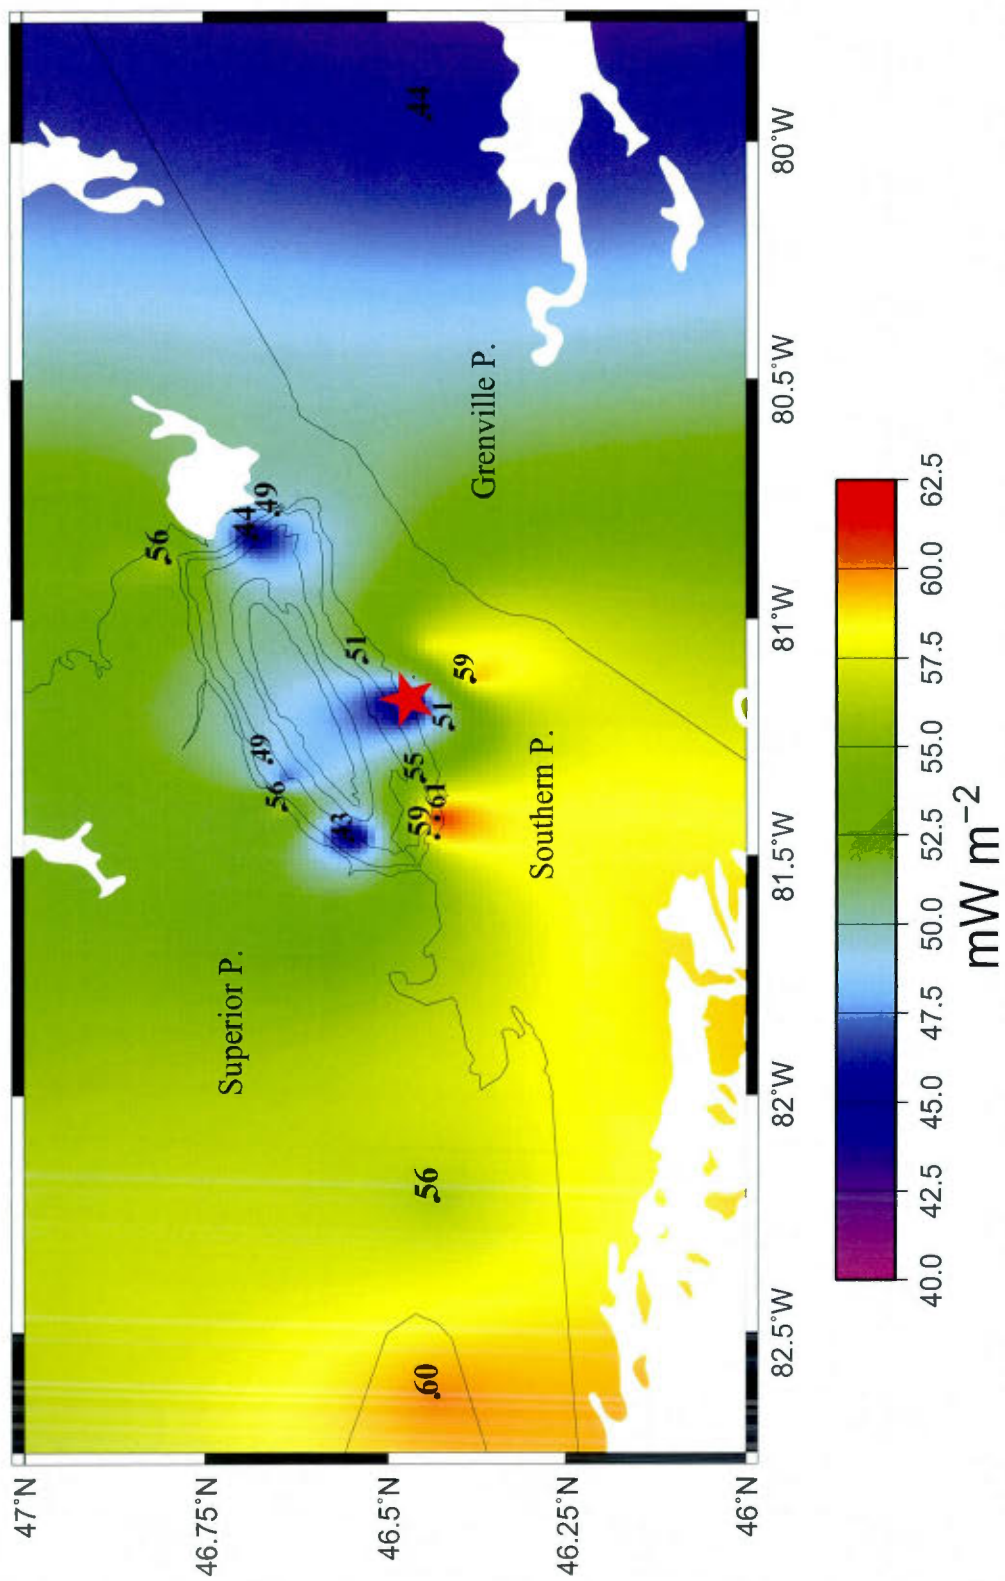 47°N
46.75°N
46.5°N
46.25°N
46°N
82.5°W
82°W
81.5°W
81°W
80.5°W
80°W
Superior P.
Southern P.
Grenville P.
60
56
43
56
49
59
61
55
51
59
51
56
44
49
44
40.0
42.5
45.0
47.5
50.0
52.5
55.0
57.5
60.0
62.5
mW m−2